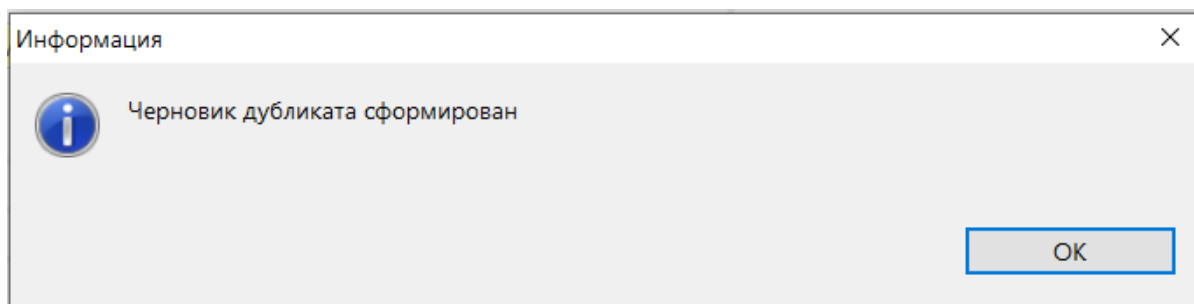 Информация
Черновик дубликата сформирован
OK